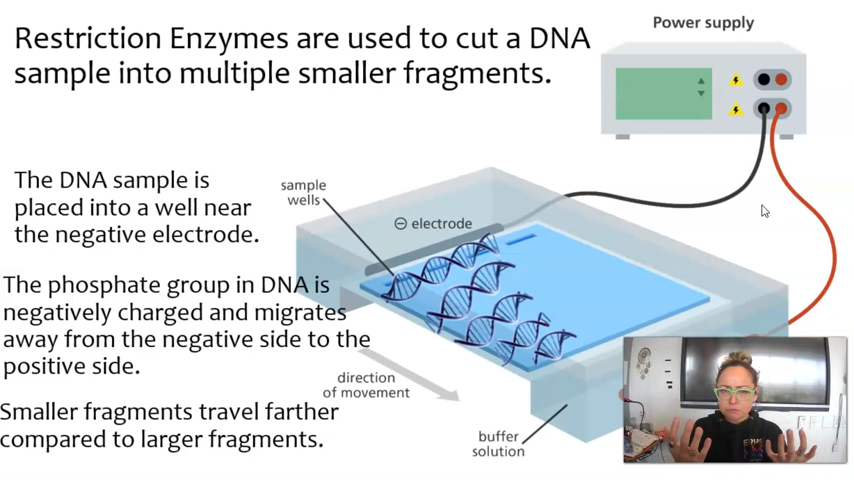 Power supply
Restriction Enzymes are used to cut a DNA
sample into multiple smaller fragments.
The DNA sample is
placed into a well near
the negative electrode.
sample
wells
⊖ electrode
The phosphate group in DNA is
negatively charged and migrates
away from the negative side to the
positive side.
direction
of movement
Smaller fragments travel farther
compared to larger fragments.
buffer
solution